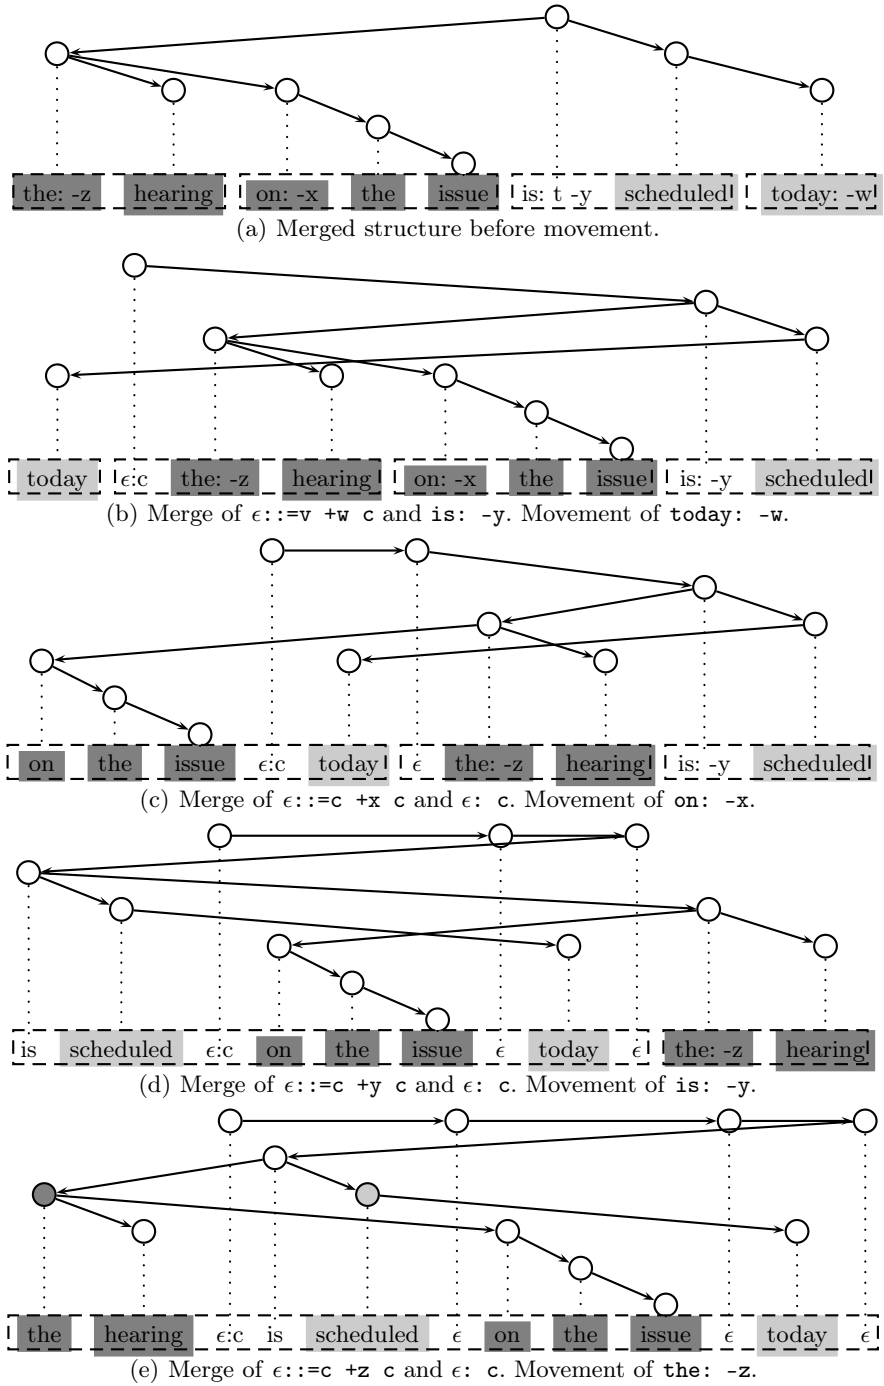 the: -z hearing on: -x the issue is: t -y scheduled today: -w
(a) Merged structure before movement.
today ϵ:c the: -z hearing on: -x the issue is: -y scheduled
(b) Merge of ϵ::=v +w c and is: -y. Movement of today: -w.
on the issue ϵ:c today ϵ the: -z hearing is: -y scheduled
(c) Merge of ϵ::=c +x c and ϵ: c. Movement of on: -x.
is scheduled ϵ:c on the issue ϵ today ϵ the: -z hearing
(d) Merge of ϵ::=c +y c and ϵ: c. Movement of is: -y.
the hearing ϵ:c is scheduled ϵ on the issue ϵ today ϵ
(e) Merge of ϵ::=c +z c and ϵ: c. Movement of the: -z.